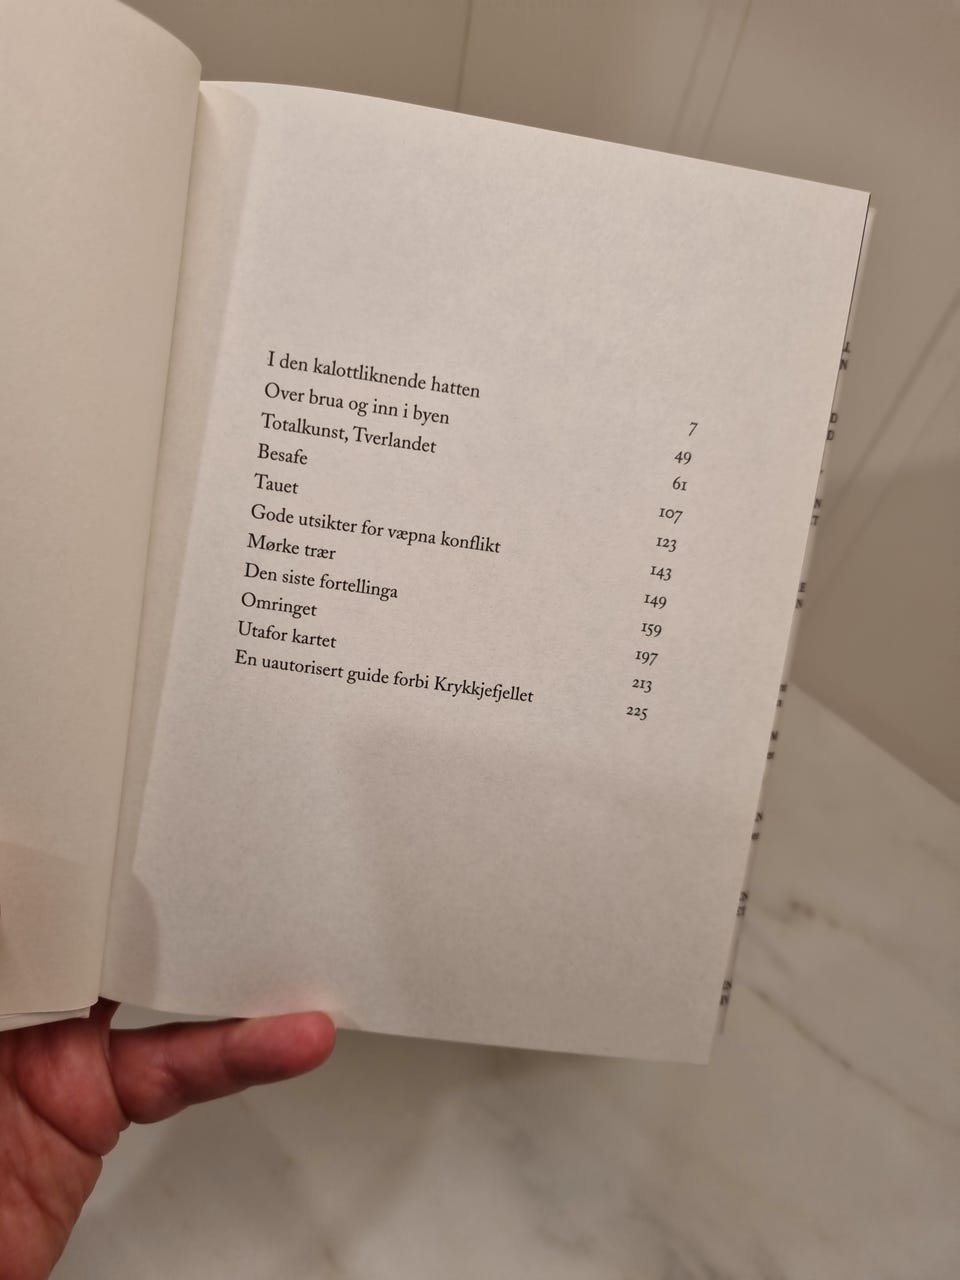 I den kalottliknende hatten 7
Over brua og inn i byen 49
Totalkunst, Tverlandet 61
Besafe 107
Tauet 123
Gode utsikter for væpna konflikt 143
Mørke trær 149
Den siste fortellinga 159
Omringet 197
Utafor kartet 213
En uautorisert guide forbi Krykkjefjellet 225